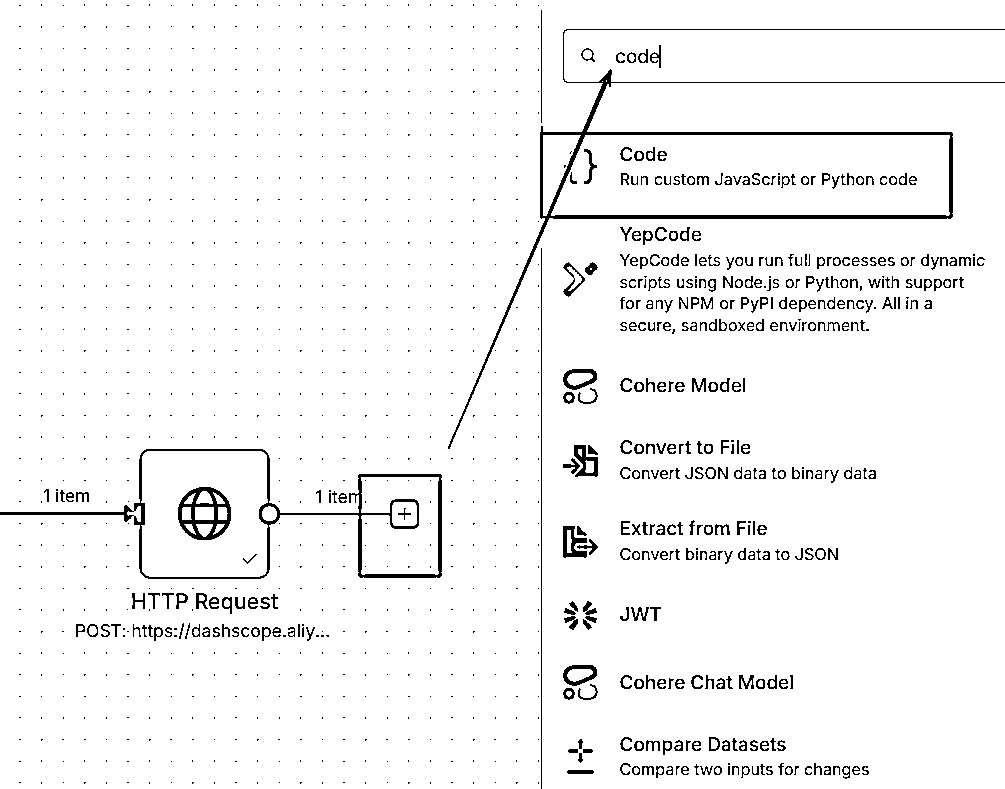 code
Code
Run custom JavaScript or Python code
YepCode
YepCode lets you run full processes or dynamic
scripts using Node.js or Python, with support
for any NPM or PyPI dependency. All in a
secure, sandboxed environment.
Cohere Model
Convert to File
Convert JSON data to binary data
Extract from File
Convert binary data to JSON
JWT
Cohere Chat Model
Compare Datasets
Compare two inputs for changes
1 item
1 item
HTTP Request
POST: https://dashscope.aliy...